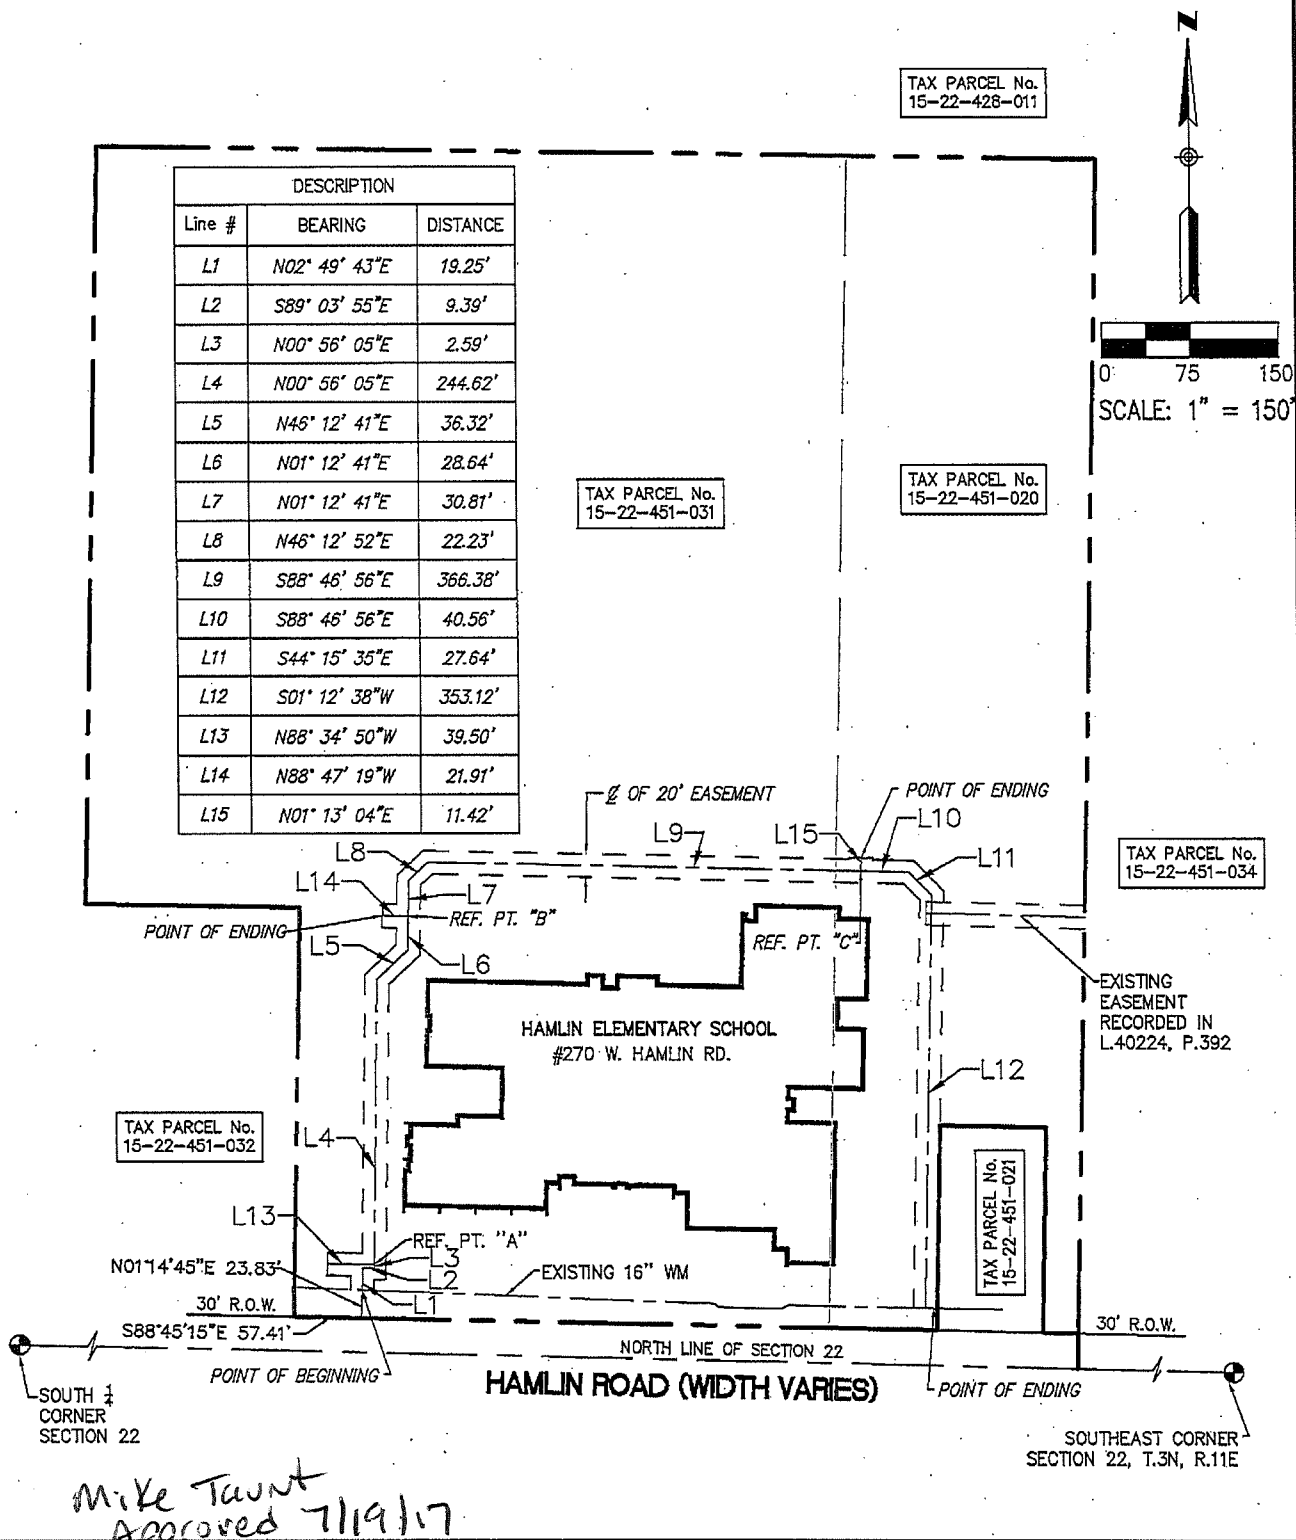 N
TAX PARCEL No.
15-22-428-011
DESCRIPTION
Line # BEARING DISTANCE
L1 N02° 49' 43"E 19.25'
L2 S89° 03' 55"E 9.39'
L3 N00° 56' 05"E 2.59'
L4 N00° 56' 05"E 244.62'
L5 N46° 12' 41"E 36.32'
L6 N01° 12' 41"E 28.64'
L7 N01° 12' 41"E 30.81'
L8 N46° 12' 52"E 22.23'
L9 S88° 46' 56"E 366.38'
L10 S88° 46' 56"E 40.56'
L11 S44° 15' 35"E 27.64'
L12 S01° 12' 38"W 353.12'
L13 N88° 34' 50"W 39.50'
L14 N88° 47' 19"W 21.91'
L15 N01° 13' 04"E 11.42'
0 75 150
SCALE: 1" = 150'
TAX PARCEL No.
15-22-451-031
TAX PARCEL No.
15-22-451-020
℄ OF 20' EASEMENT
POINT OF ENDING
L8
L9
L15
L10
L11
TAX PARCEL No.
15-22-451-034
L14
L7
POINT OF ENDING
REF. PT. "B"
L5
L6
REF. PT. "C"
EXISTING
EASEMENT
RECORDED IN
L.40224, P.392
HAMLIN ELEMENTARY SCHOOL
#270 W. HAMLIN RD.
L12
TAX PARCEL No.
15-22-451-032
L4
TAX PARCEL No.
15-22-451-021
L13
REF. PT. "A"
L3
N01°14'45"E 23.83'
L2
EXISTING 16" WM
L1
30' R.O.W.
S88°45'15"E 57.41'
30' R.O.W.
NORTH LINE OF SECTION 22
POINT OF BEGINNING
HAMLIN ROAD (WIDTH VARIES)
POINT OF ENDING
SOUTH 1/4
CORNER
SECTION 22
SOUTHEAST CORNER
SECTION 22, T.3N, R.11E
Mike Taunt
Approved 7/19/17